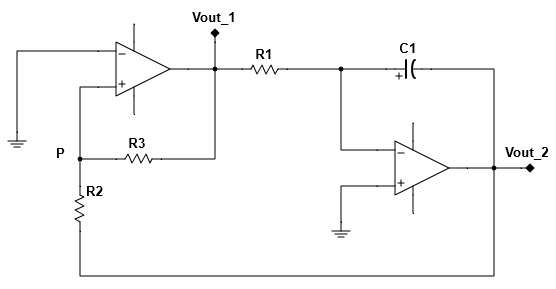 Vout_1
R1
C1
−
+
+
R3
P
R2
−
+
Vout_2